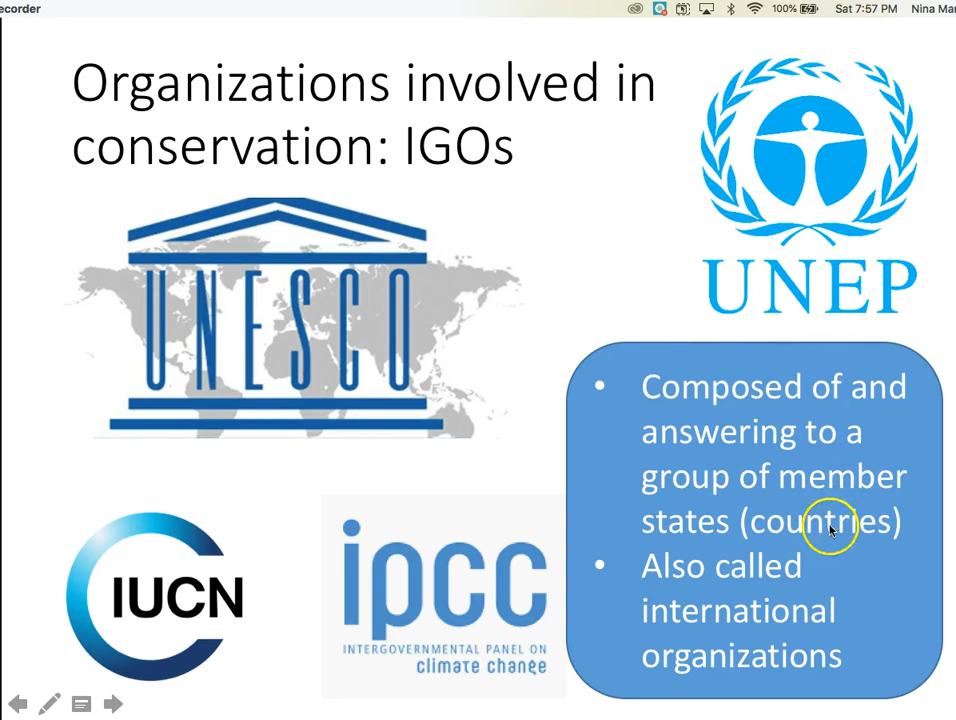 ecorder
100%
Sat 7:57 PM
Nina Mar
Organizations involved in
conservation: IGOs
UNESCO
UNEP
• Composed of and
answering to a
group of member
states (countries)
• Also called
international
organizations
IUCN
ipcc
INTERGOVERNMENTAL PANEL ON
climate change